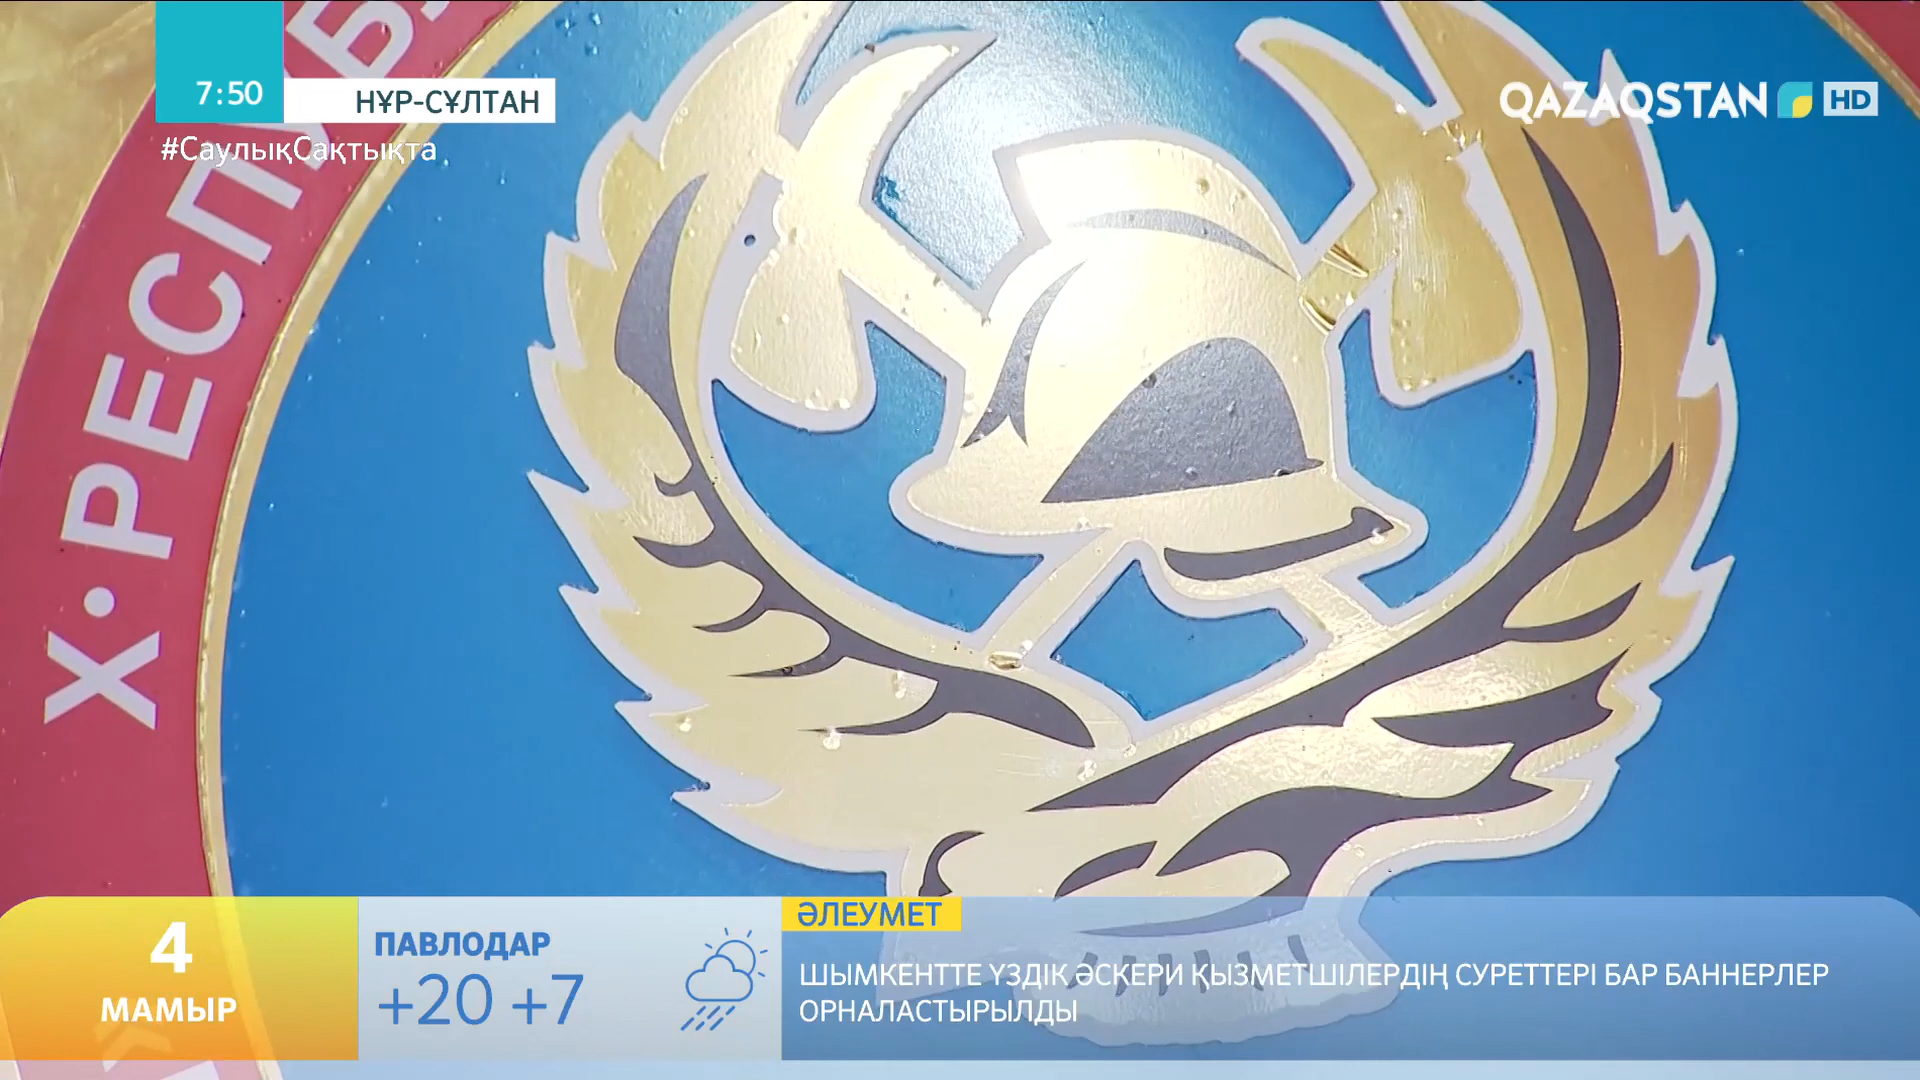 7:50
НҰР-СҰЛТАН
#СаулықСақтықта
QAZAQSTAN HD
Х • РЕСПУБ
4
МАМЫР
ПАВЛОДАР
+20 +7
ӘЛЕУМЕТ
ШЫМКЕНТТЕ ҮЗДІК ӘСКЕРИ ҚЫЗМЕТШІЛЕРДІҢ СУРЕТТЕРІ БАР БАННЕРЛЕР
ОРНАЛАСТЫРЫЛДЫ